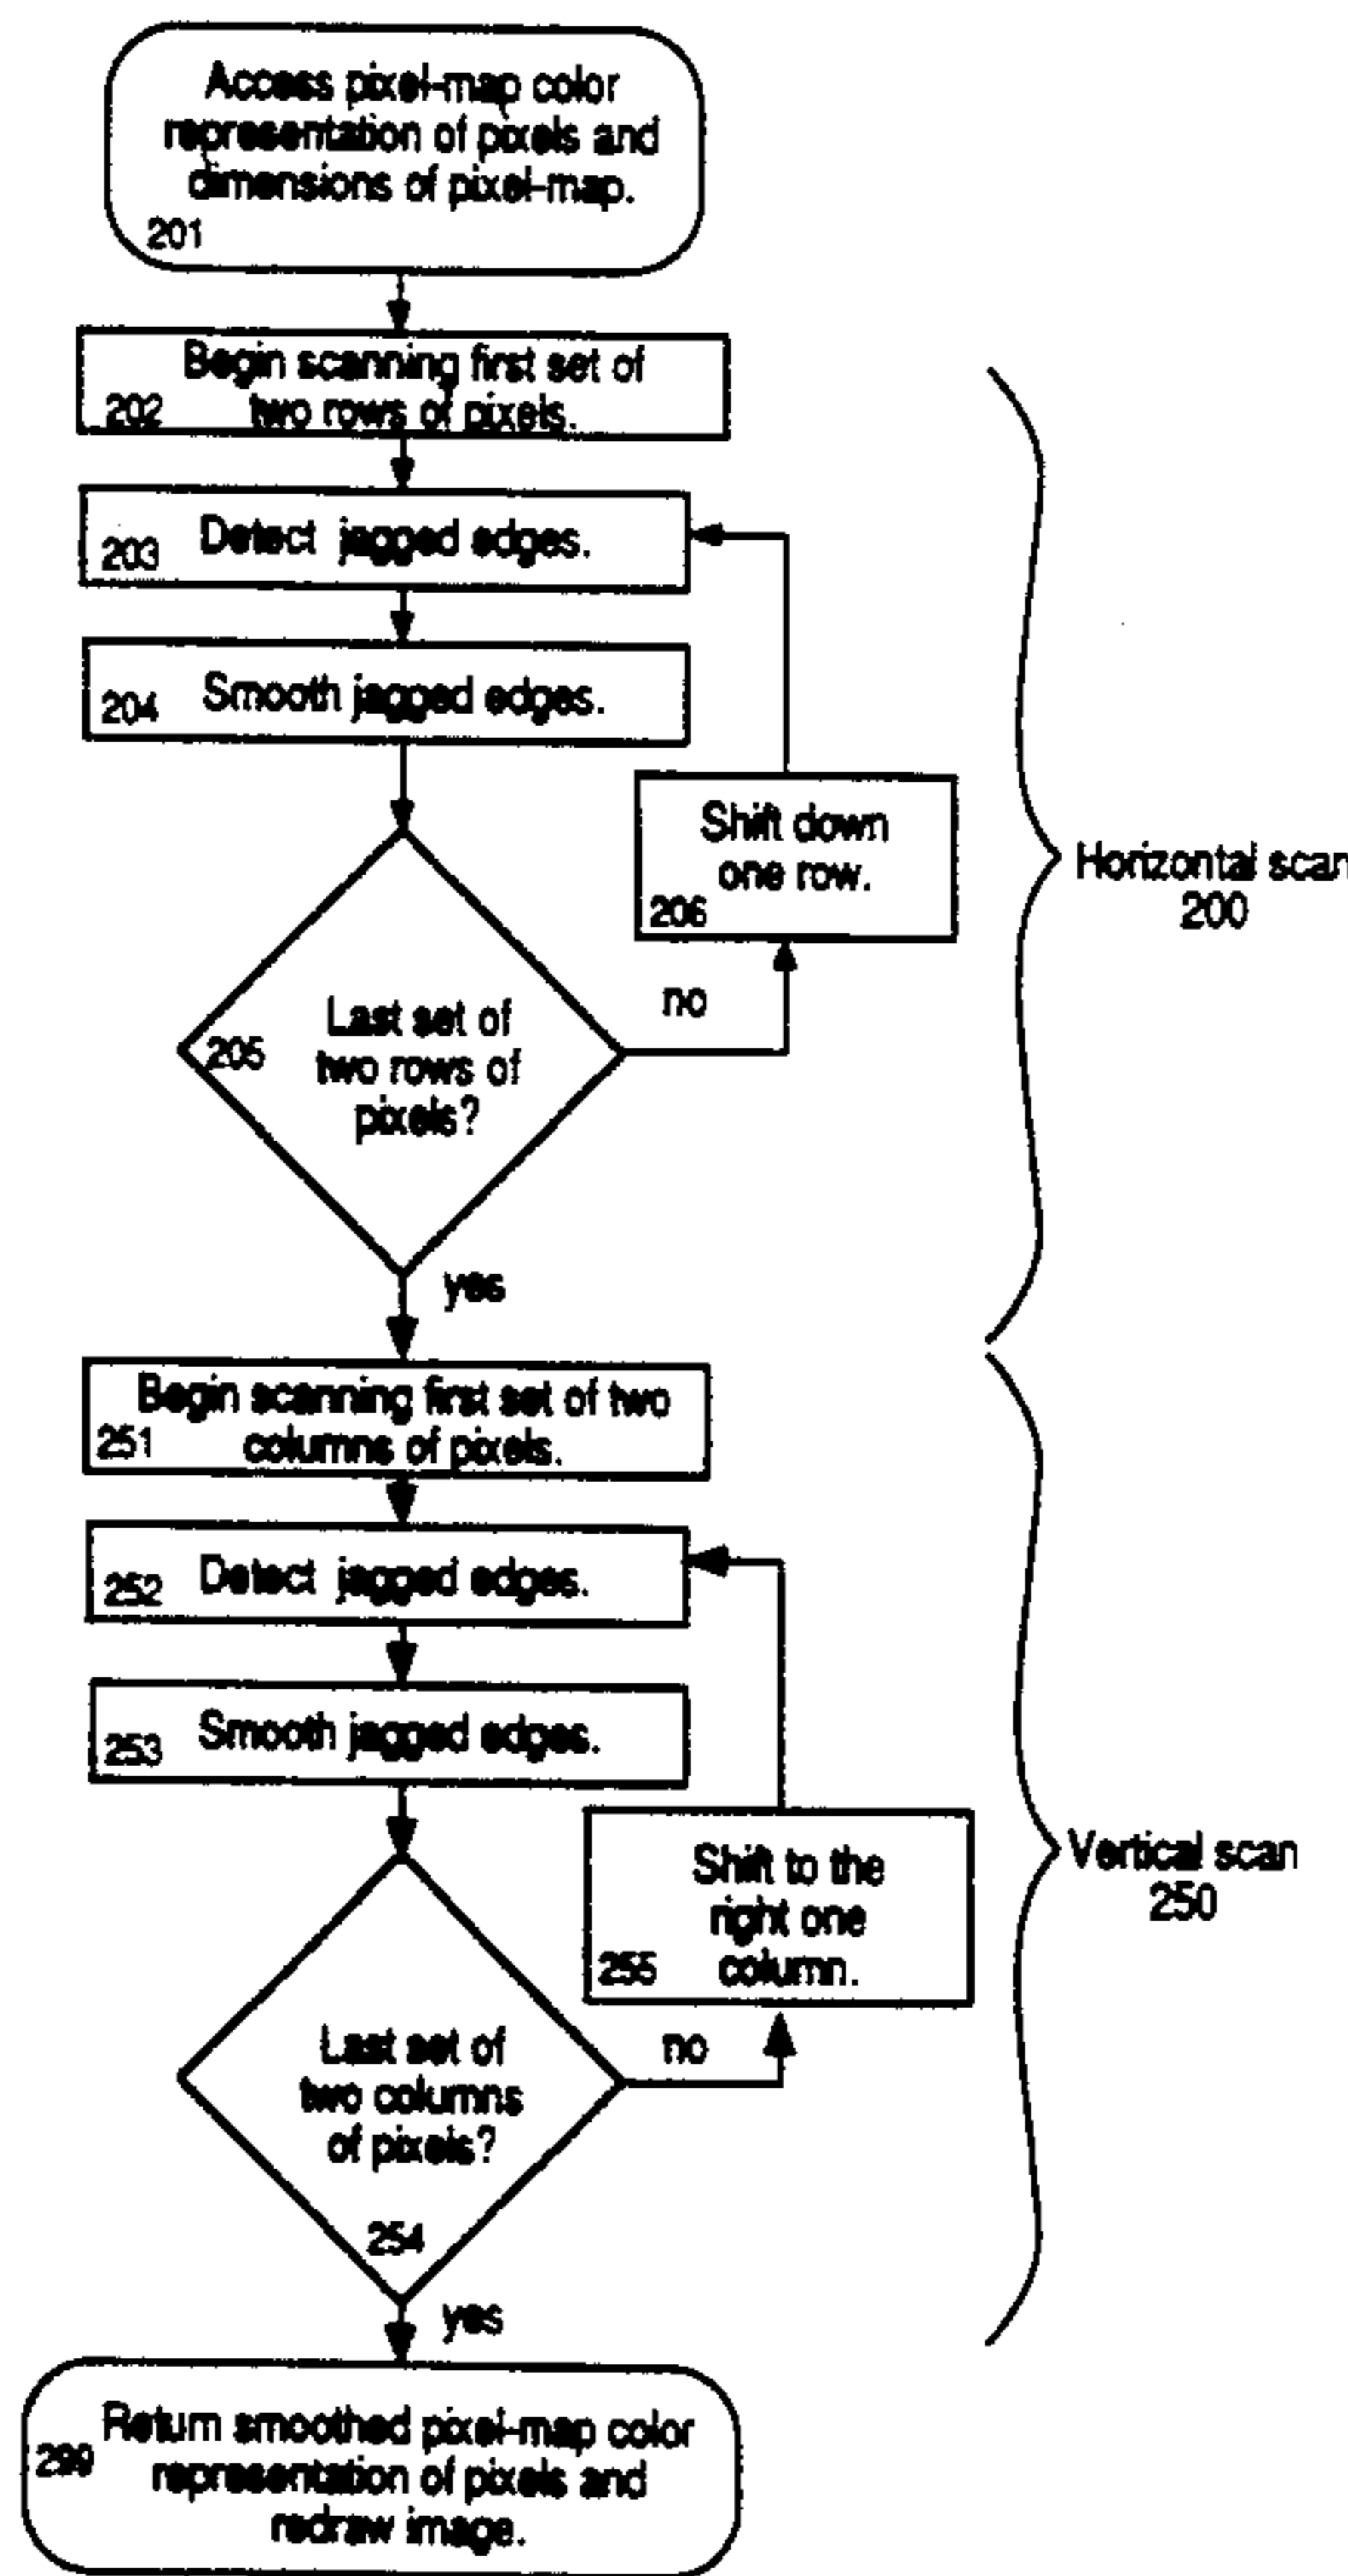 Access pixel-map color
representation of pixels and
dimensions of pixel-map.
201
Begin scanning first set of
202 two rows of pixels.
203 Detect jagged edges.
204 Smooth jagged edges.
Shift down
one row.
206
no
Last set of
205 two rows of
pixels?
yes
Horizontal scan
200
Begin scanning first set of two
251 columns of pixels.
252 Detect jagged edges.
253 Smooth jagged edges.
Shift to the
right one
255 column.
no
Last set of
two columns
of pixels?
254
yes
Vertical scan
250
Return smoothed pixel-map color
299 representation of pixels and
redraw image.